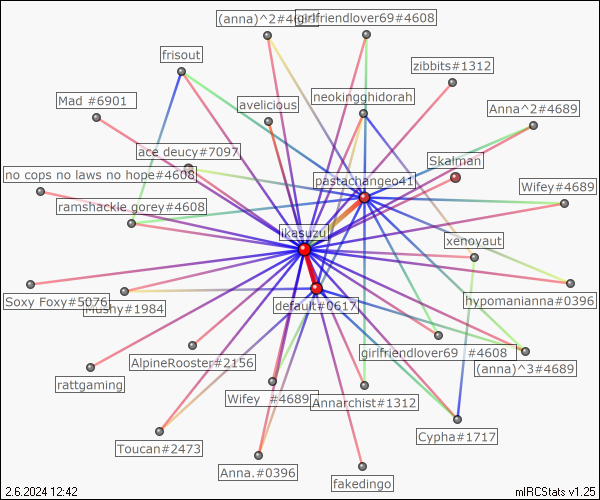 (anna)^2#4689
girlfriendlover69#4608
frisout
zibbits#1312
Mad #6901
avelicious
neokingghidorah
Anna^2#4689
ace deucy#7097
Skalman
no cops no laws no hope#4608
pastachangeo41
Wifey#4689
ramshackle gorey#4608
ikasuzu
xenoyaut
Soxy Foxy#5076
Mushy#1984
default#0617
hypomanianna#0396
AlpineRooster#2156
girlfriendlover69 #4608
(anna)^3#4689
rattgaming
Wifey #4689
Annarchist#1312
Toucan#2473
Cypha#1717
Anna.#0396
fakedingo
2.6.2024 12:42
mIRCStats v1.25